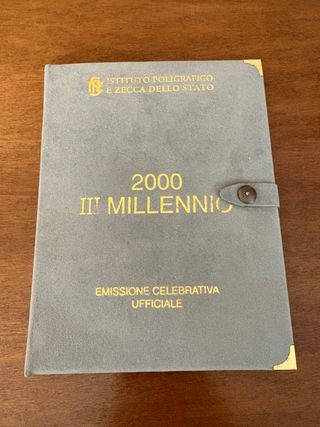 ISTITUTO POLIGRAFICO
E ZECCA DELLO STATO
2000
III MILLENNIO
EMISSIONE CELEBRATIVA
UFFICIALE